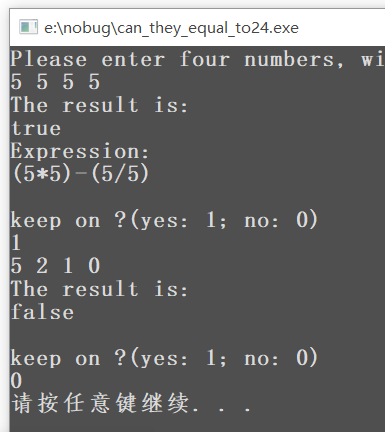 e:\nobug\can_they_equal_to24.exe
Please enter four numbers, wi
5 5 5 5
The result is:
true
Expression:
(5*5)-(5/5)
keep on ?(yes: 1; no: 0)
1
5 2 1 0
The result is:
false
keep on ?(yes: 1; no: 0)
0
请按任意键继续. . .